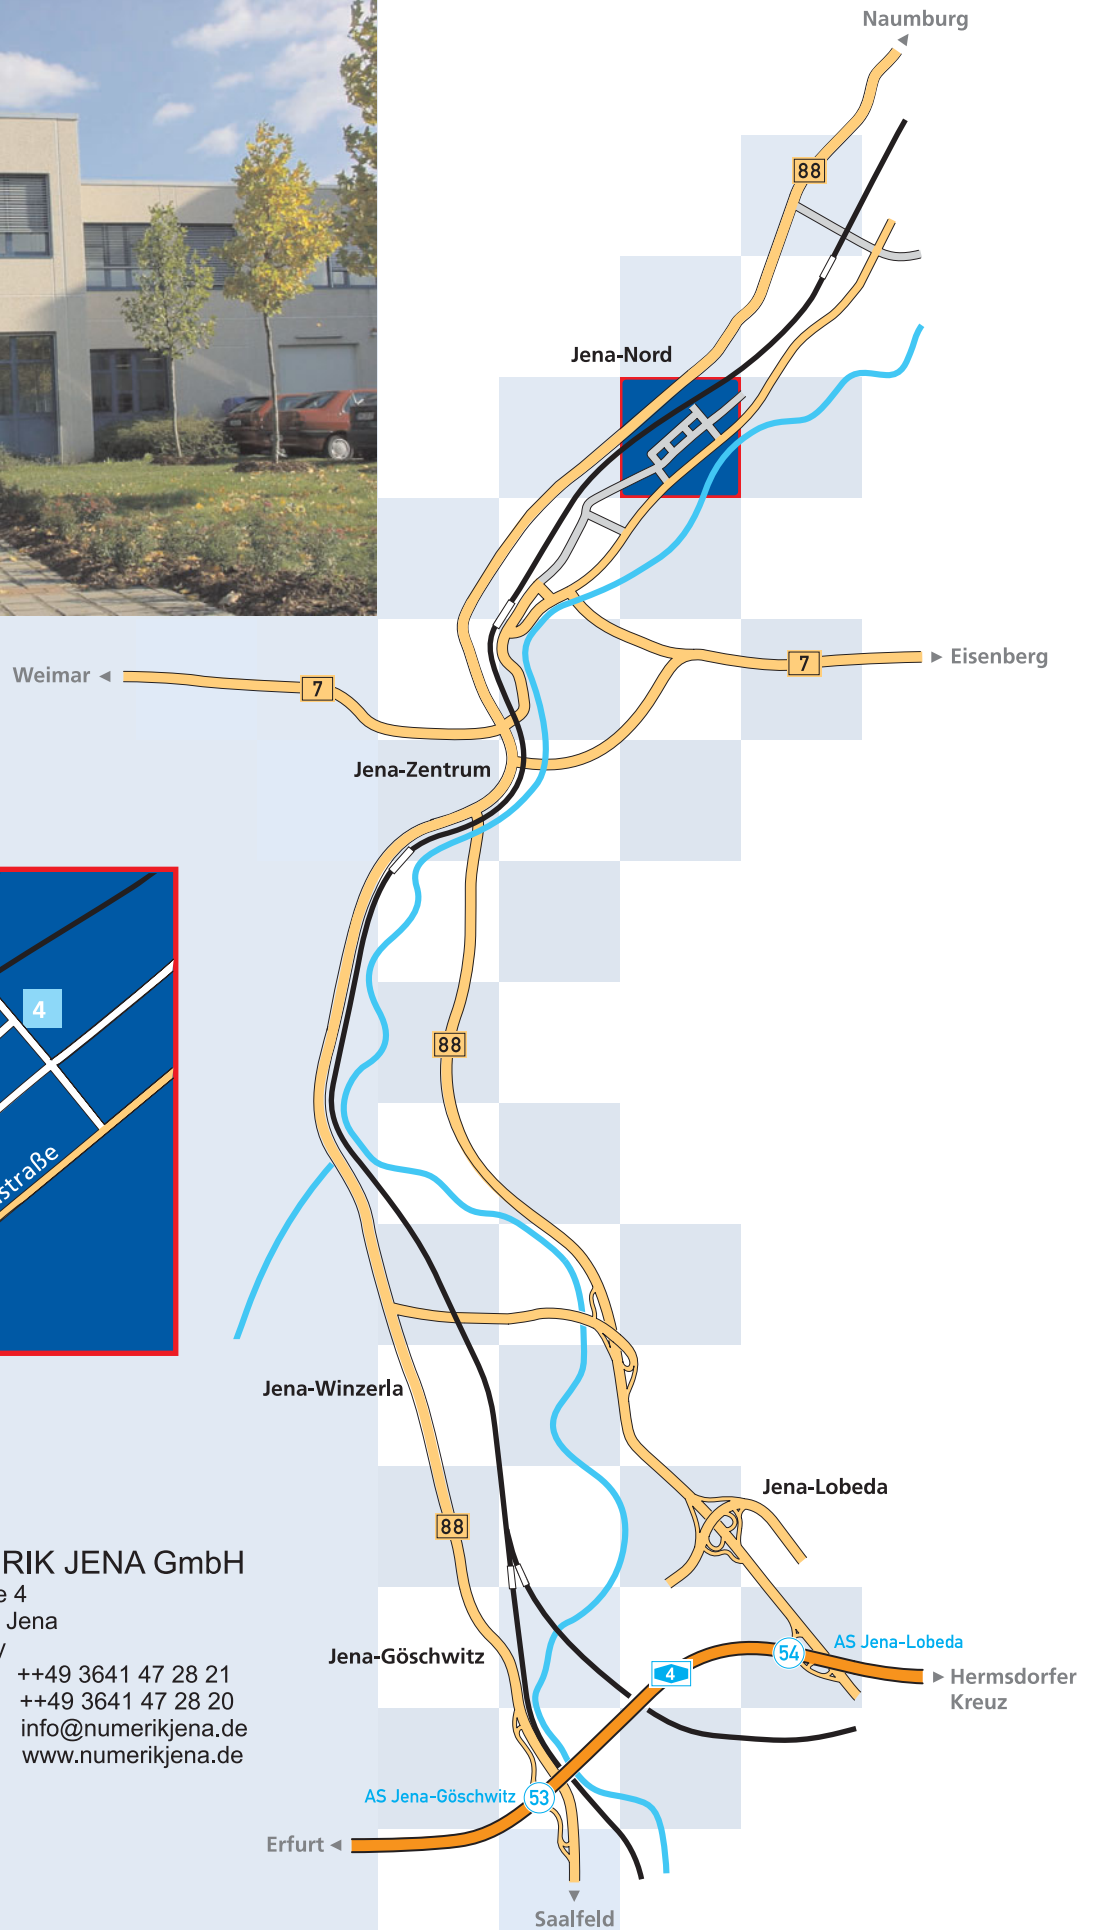 Naumburg
88
Jena-Nord
Weimar
7
7
Eisenberg
Jena-Zentrum
4
88
Jena-Winzerla
Jena-Lobeda
88
RIK JENA GmbH
e 4
Jena
++49 3641 47 28 21
++49 3641 47 28 20
info@numerikjena.de
www.numerikjena.de
Jena-Göschwitz
54
AS Jena-Lobeda
4
Hermsdorfer
Kreuz
AS Jena-Göschwitz
53
Erfurt
Saalfeld
straße